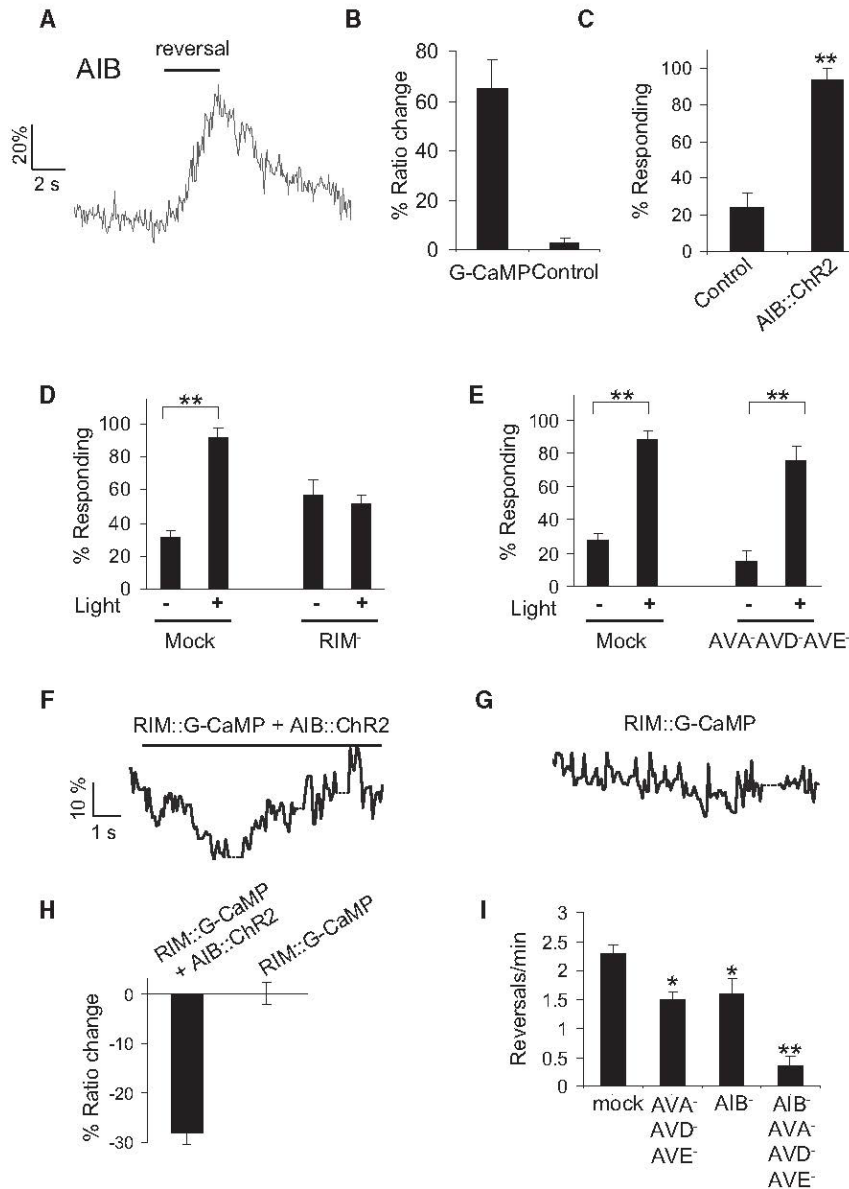 A
reversal
AIB
20%
2 s
B
80
60
40
20
0
% Ratio change
G-CaMP Control
C
100
80
60
40
20
0
% Responding
**
Control
AIB::ChR2
D
**
100
80
60
40
20
0
% Responding
Light - + - +
Mock RIM-
E
** **
100
80
60
40
20
0
% Responding
Light - + - +
Mock AVA-AVD-AVE-
F
RIM::G-CaMP + AIB::ChR2
10 %
1 s
G
RIM::G-CaMP
H
RIM::G-CaMP
+ AIB::ChR2
RIM::G-CaMP
0
-10
-20
-30
% Ratio change
I
3
2.5
2
1.5
1
0.5
0
Reversals/min
* * **
mock AVA- AIB- AIB-
AVD- AVA-
AVE- AVD-
AVE-